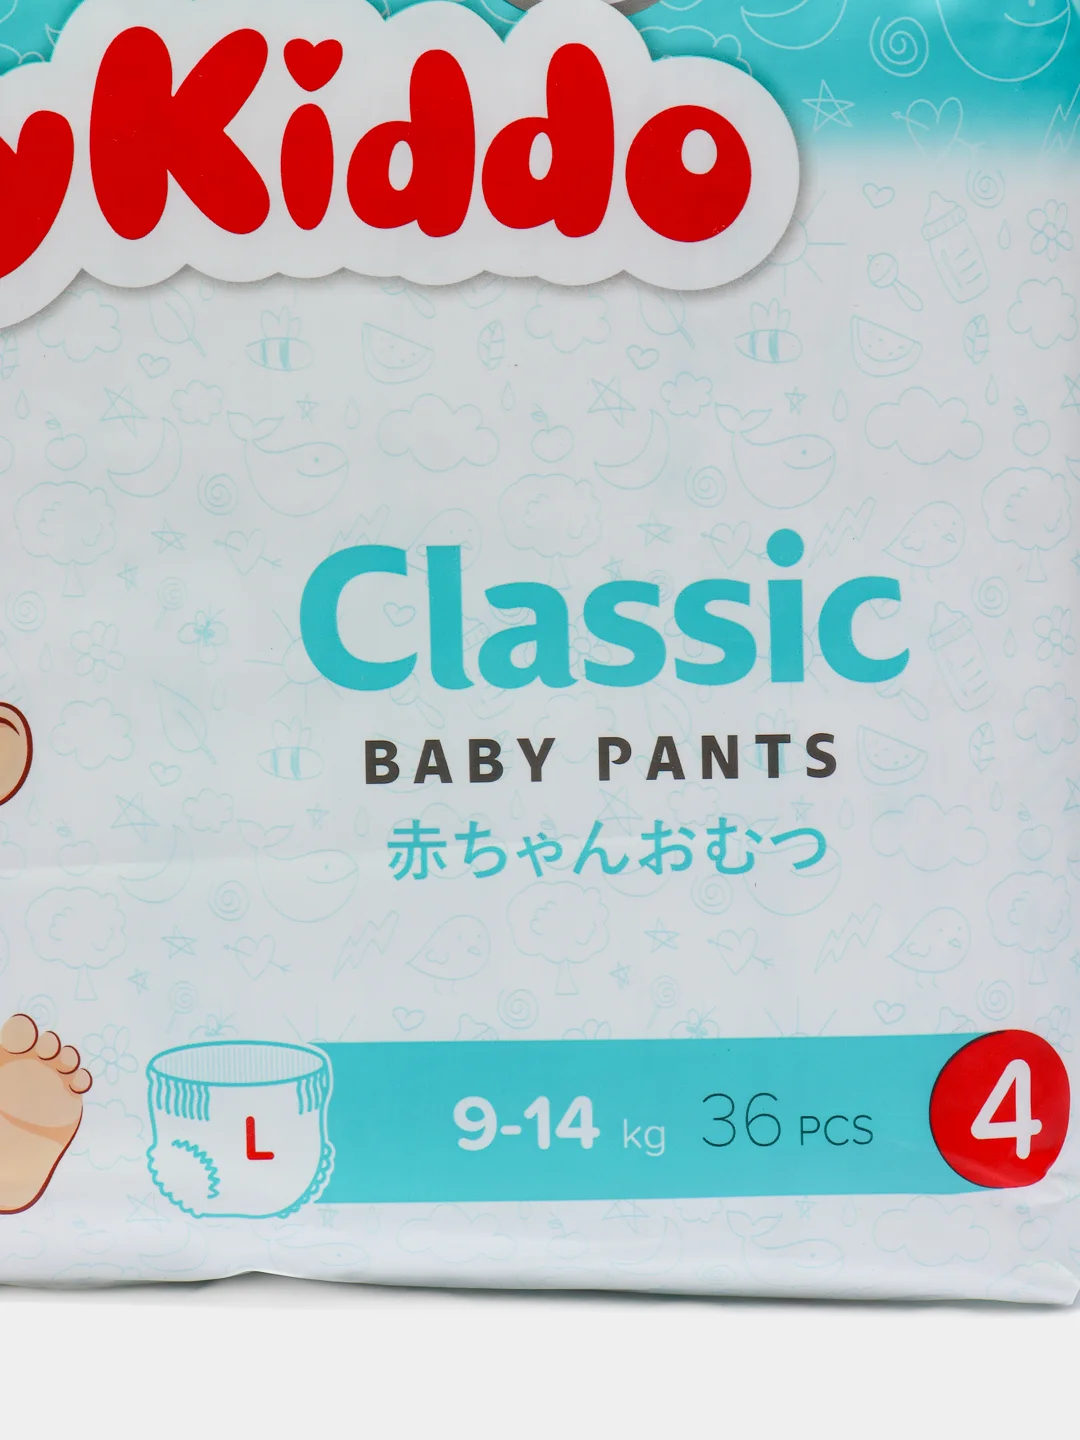 yKiddo
Classic
BABY PANTS
赤ちゃんおむつ
L
9-14 kg 36 PCS
4